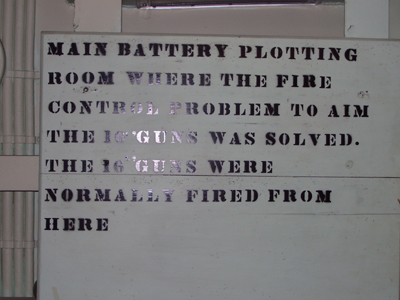 MAIN BATTERY PLOTTING
ROOM WHERE THE FIRE
CONTROL PROBLEM TO AIM
THE 16" GUNS WAS SOLVED.
THE 16" GUNS WERE
NORMALLY FIRED FROM
HERE